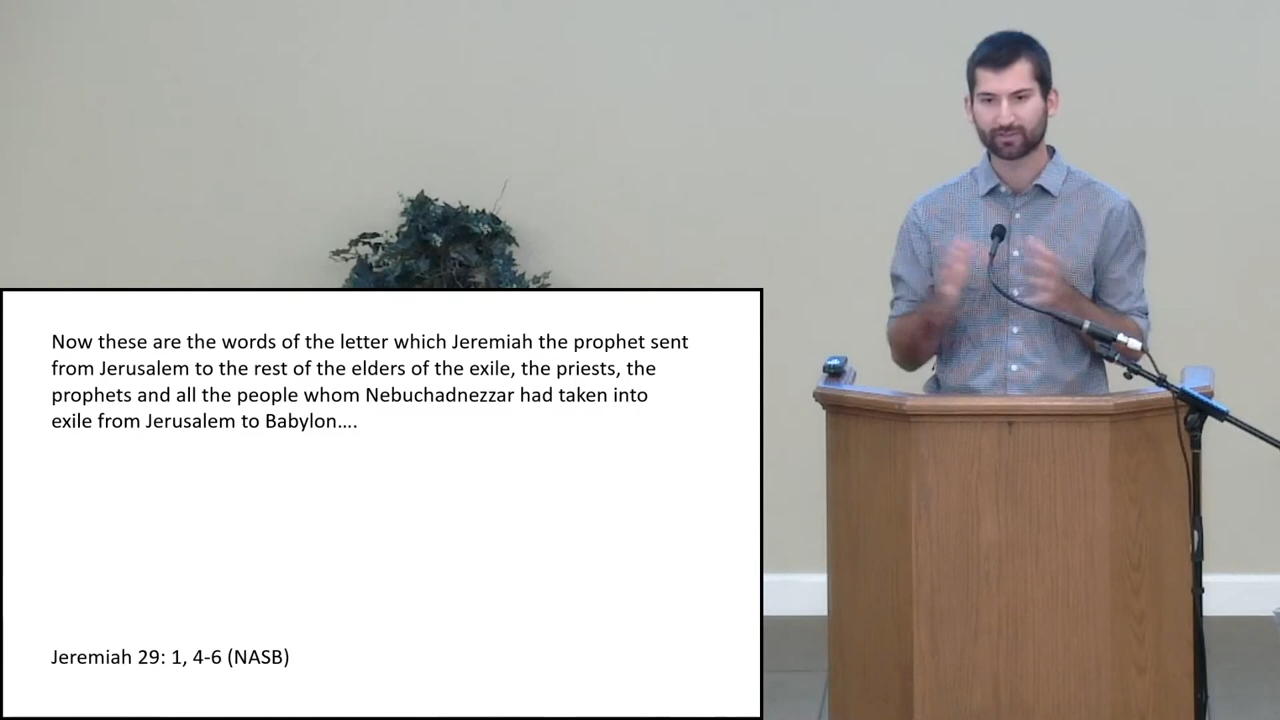 Now these are the words of the letter which Jeremiah the prophet sent
from Jerusalem to the rest of the elders of the exile, the priests, the
prophets and all the people whom Nebuchadnezzar had taken into
exile from Jerusalem to Babylon….
Jeremiah 29: 1, 4-6 (NASB)